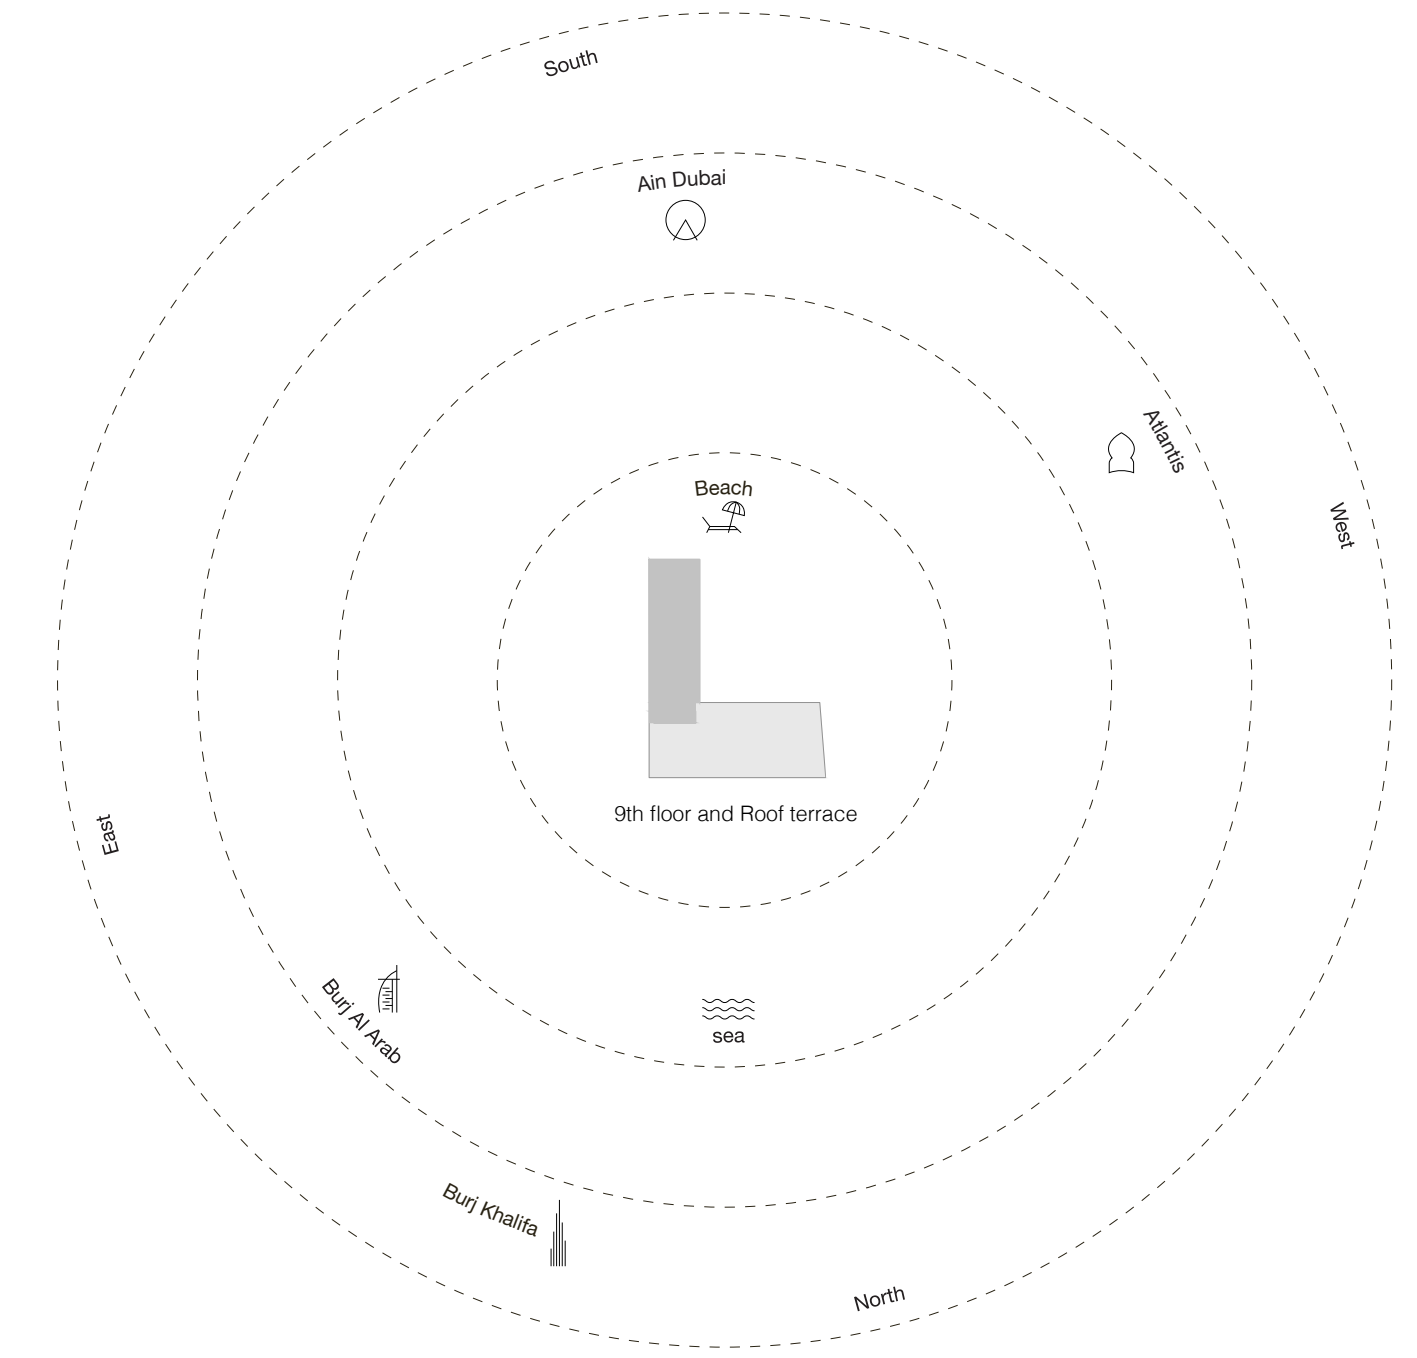 South
Ain Dubai
Atlantis
Beach
West
9th floor and Roof terrace
East
Burj Al Arab
sea
Burj Khalifa
North